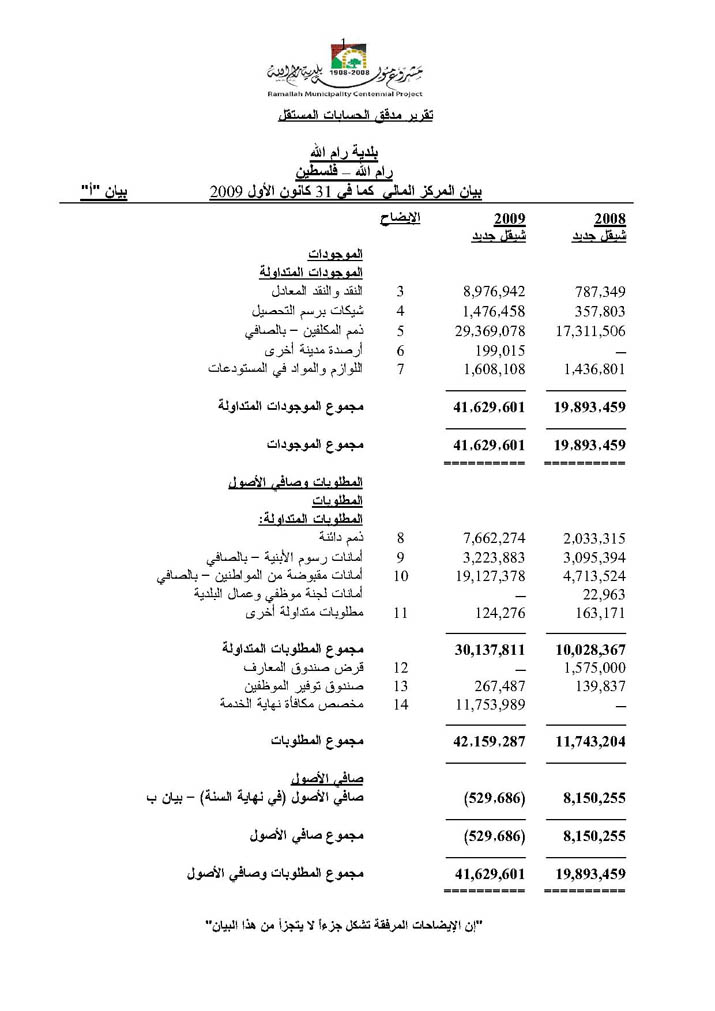 1
مشروع مئوية بلدية رام الله
1908-2008
Ramallah Municipality Centennial Project
تقرير مدقق الحسابات المستقل
بلدية رام الله
رام الله – فلسطين
بيان المركز المالي كما في 31 كانون الأول 2009 بيان "أ"
الإيضاح 2009 2008
شيقل جديد شيقل جديد
الموجودات
الموجودات المتداولة
النقد والنقد المعادل 3 8,976,942 787,349
شيكات برسم التحصيل 4 1,476,458 357,803
ذمم المكلفين – بالصافي 5 29,369,078 17,311,506
أرصدة مدينة أخرى 6 199,015 –
اللوازم والمواد في المستودعات 7 1,608,108 1,436,801
مجموع الموجودات المتداولة 41،629،601 19،893،459
مجموع الموجودات 41،629،601 19،893،459
========== ==========
المطلوبات وصافي الأصول
المطلوبات
المطلوبات المتداولة:
ذمم دائنة 8 7,662,274 2,033,315
أمانات رسوم الأبنية – بالصافي 9 3,223,883 3,095,394
أمانات مقبوضة من المواطنين – بالصافي 10 19,127,378 4,713,524
أمانات لجنة موظفي وعمال البلدية – 22,963
مطلوبات متداولة أخرى 11 124,276 163,171
مجموع المطلوبات المتداولة 30,137,811 10,028,367
قرض صندوق المعارف 12 – 1,575,000
صندوق توفير الموظفين 13 267,487 139,837
مخصص مكافأة نهاية الخدمة 14 11,753,989 –
مجموع المطلوبات 42،159،287 11,743,204
صافي الأصول
صافي الأصول (في نهاية السنة) – بيان ب (529،686) 8,150,255
مجموع صافي الأصول (529،686) 8,150,255
مجموع المطلوبات وصافي الأصول 41,629,601 19,893,459
========== ==========
"إن الإيضاحات المرفقة تشكل جزءاً لا يتجزأ من هذا البيان"